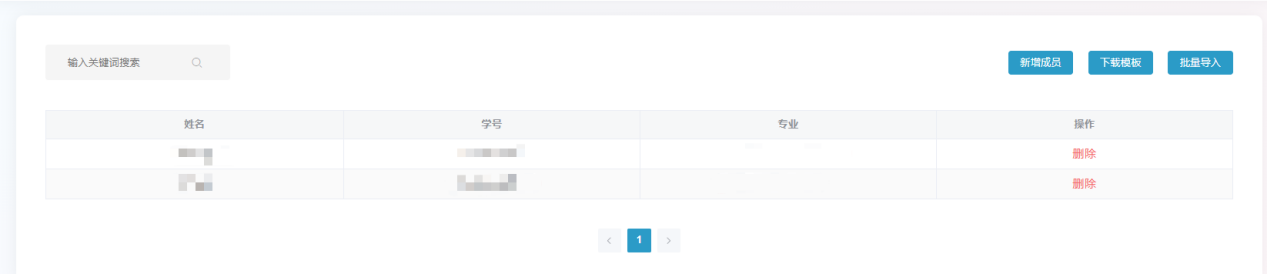 输入关键词搜索
新增成员 下载模板 批量导入
姓名 学号 专业 操作
删除
删除
1